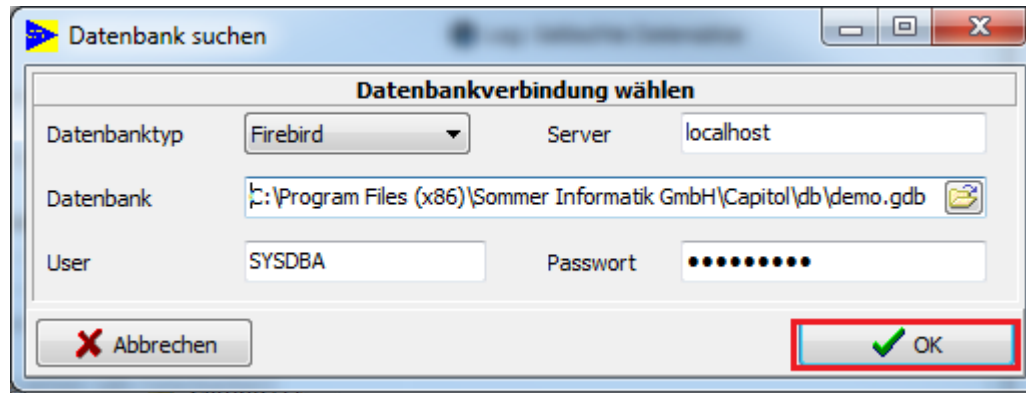 Datenbank suchen
Datenbankverbindung wählen
Datenbanktyp Firebird Server localhost
Datenbank C:\Program Files (x86)\Sommer Informatik GmbH\Capitol\db\demo.gdb
User SYSDBA Passwort ●●●●●●●●●
Abbrechen OK